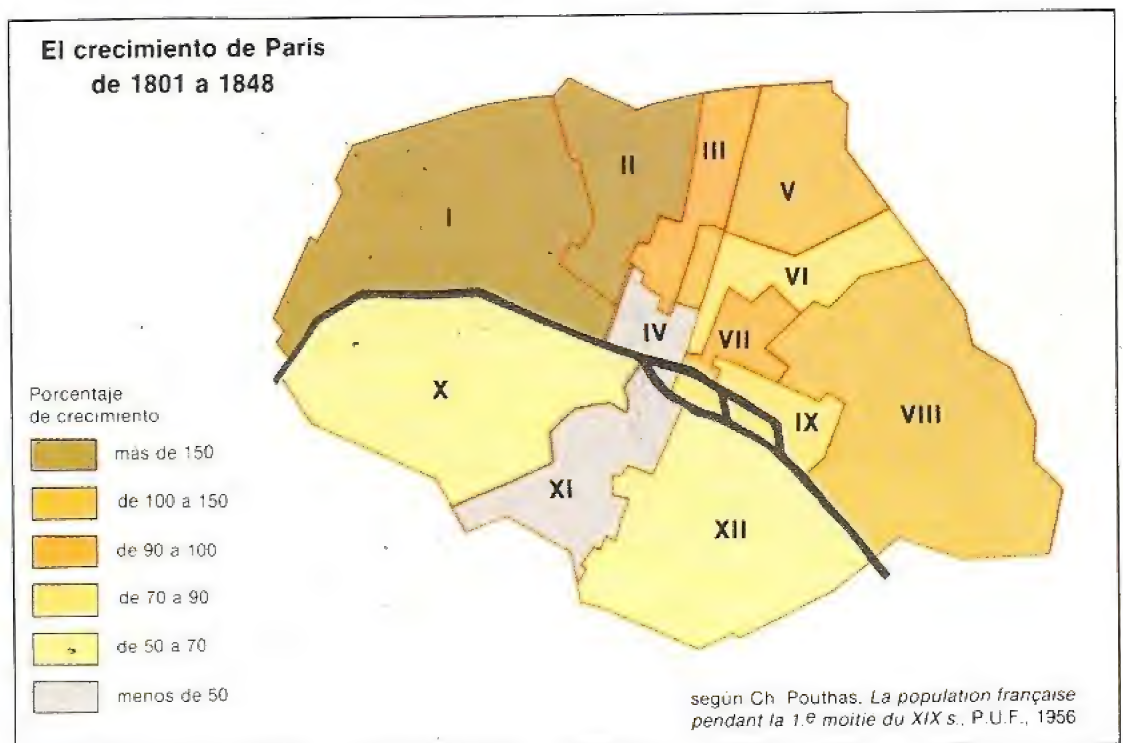 El crecimiento de París
de 1801 a 1848
I
II
III
V
VI
IV
VII
X
IX
VIII
XI
XII
Porcentaje
de crecimiento
más de 150
de 100 a 150
de 90 a 100
de 70 a 90
de 50 a 70
menos de 50
según Ch. Pouthas. La population française
pendant la 1.e moitie du XIX s., P.U.F., 1956